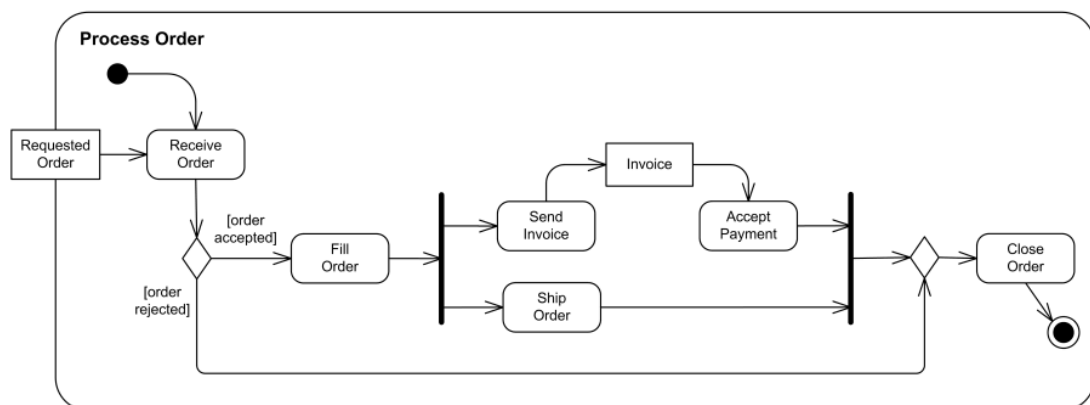 Process Order
Requested
Order
Receive
Order
[order
accepted]
[order
rejected]
Fill
Order
Send
Invoice
Invoice
Accept
Payment
Ship
Order
Close
Order